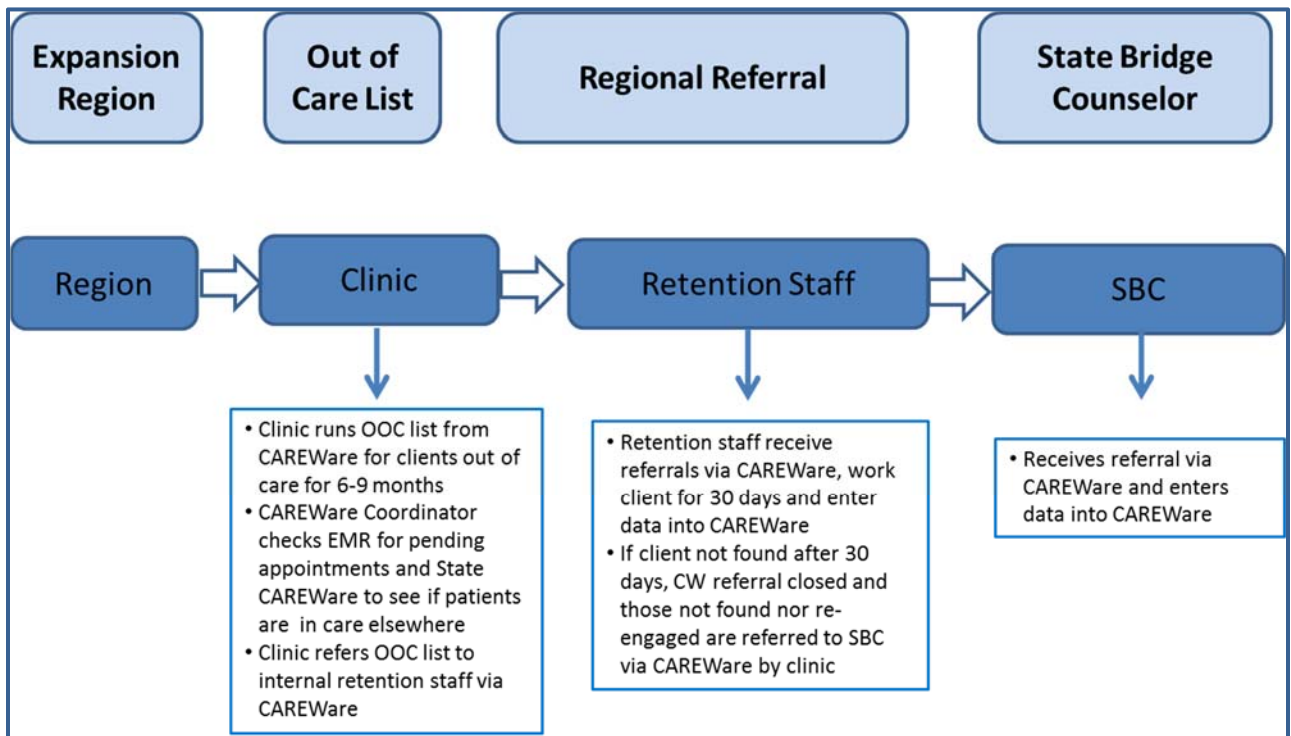 Expansion
Region
Out of
Care List
Regional Referral
State Bridge
Counselor
Region
Clinic
Retention Staff
SBC
• Clinic runs OOC list from
CAREWare for clients out of
care for 6-9 months
• CAREWare Coordinator
checks EMR for pending
appointments and State
CAREWare to see if patients
are in care elsewhere
• Clinic refers OOC list to
internal retention staff via
CAREWare
• Retention staff receive
referrals via CAREWare, work
client for 30 days and enter
data into CAREWare
• If client not found after 30
days, CW referral closed and
those not found nor re-
engaged are referred to SBC
via CAREWare by clinic
• Receives referral via
CAREWare and enters
data into CAREWare